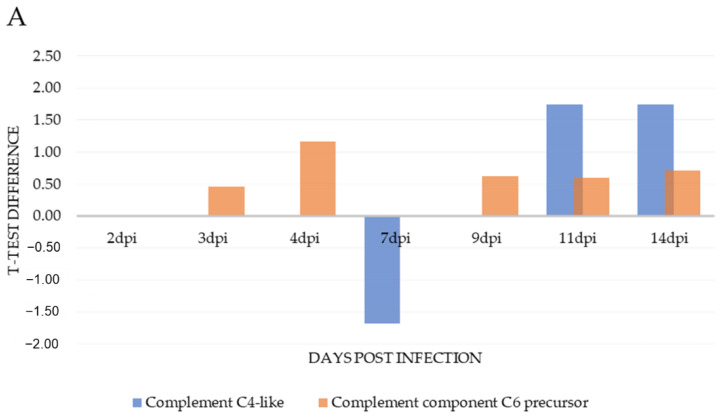 A
2.50
2.00
1.50
1.00
0.50
0.00
−0.50
−1.00
−1.50
−2.00
T-TEST DIFFERENCE
2dpi 3dpi 4dpi 7dpi 9dpi 11dpi 14dpi
DAYS POST INFECTION
Complement C4-like Complement component C6 precursor